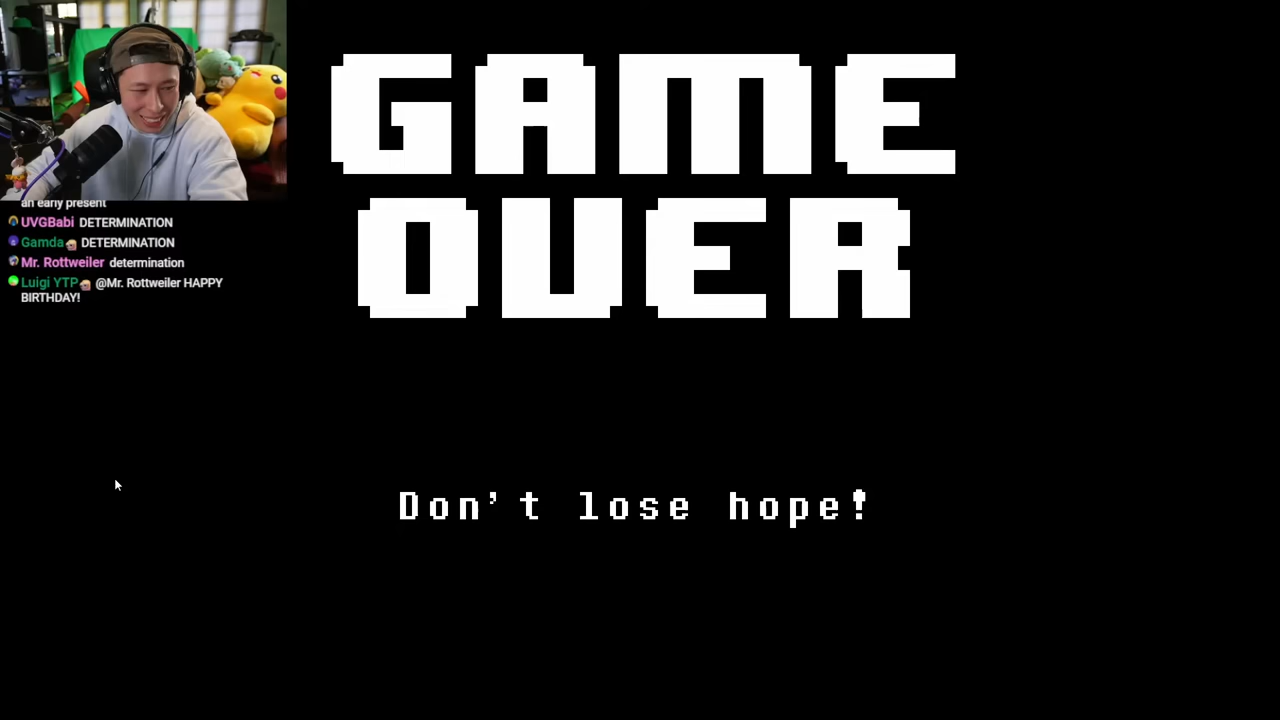 GAME
OVER
an early present
UVGBabi DETERMINATION
Gamda DETERMINATION
Mr. Rottweiler determination
Luigi YTP @Mr. Rottweiler HAPPY
BIRTHDAY!
Don't lose hope!